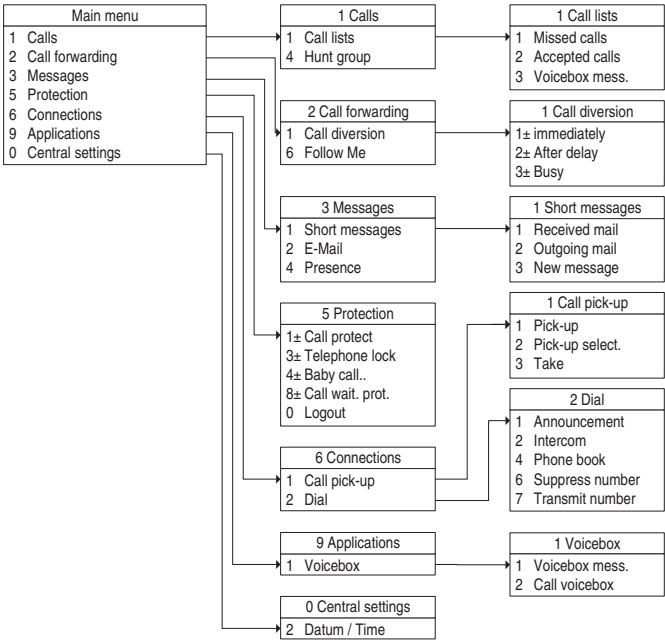 Main menu
1 Calls
2 Call forwarding
3 Messages
5 Protection
6 Connections
9 Applications
0 Central settings
1 Calls
1 Call lists
4 Hunt group
1 Call lists
1 Missed calls
2 Accepted calls
3 Voicebox mess.
2 Call forwarding
1 Call diversion
6 Follow Me
1 Call diversion
1± immediately
2± After delay
3± Busy
3 Messages
1 Short messages
2 E-Mail
4 Presence
1 Short messages
1 Received mail
2 Outgoing mail
3 New message
5 Protection
1± Call protect
3± Telephone lock
4± Baby call..
8± Call wait. prot.
0 Logout
1 Call pick-up
1 Pick-up
2 Pick-up select.
3 Take
6 Connections
1 Call pick-up
2 Dial
2 Dial
1 Announcement
2 Intercom
4 Phone book
6 Suppress number
7 Transmit number
9 Applications
1 Voicebox
1 Voicebox
1 Voicebox mess.
2 Call voicebox
0 Central settings
2 Datum / Time